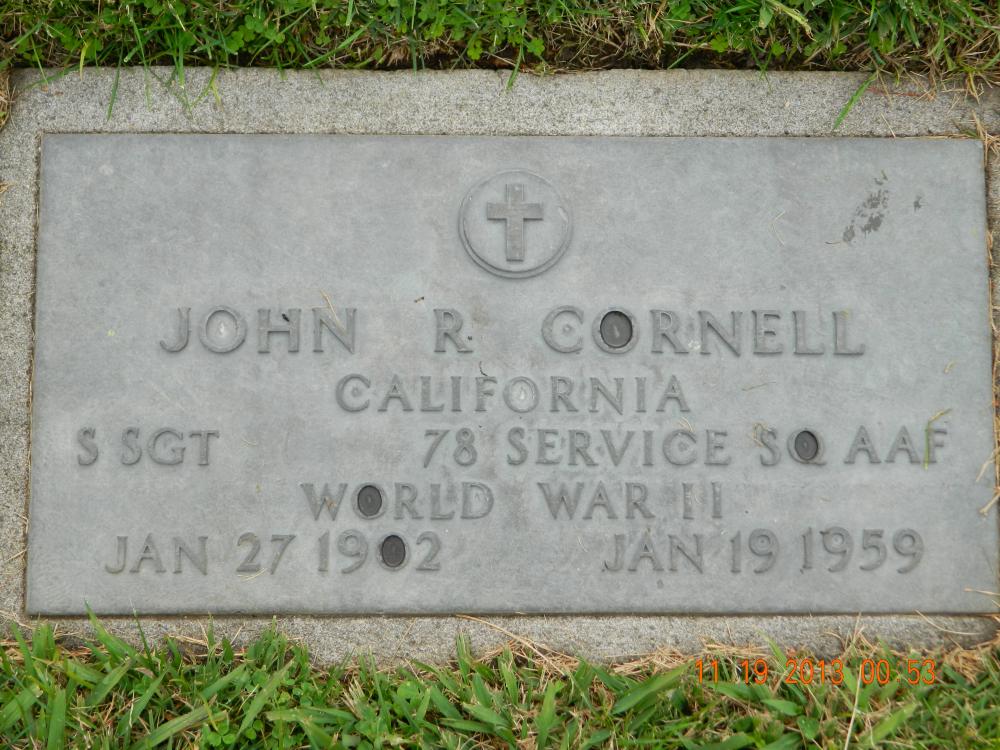 JOHN R CORNELL
CALIFORNIA
S SGT 78 SERVICE SQ AAF
WORLD WAR II
JAN 27 1902 JAN 19 1959
11 19 2013 00 53